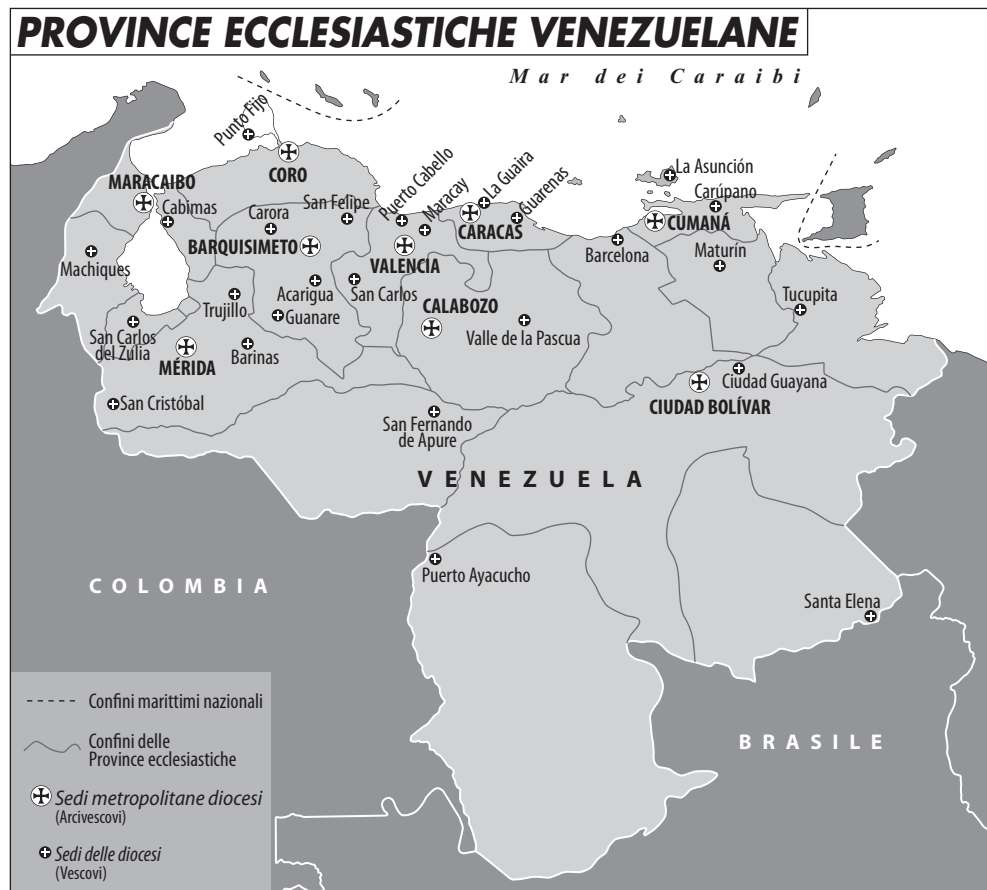 PROVINCE ECCLESIASTICHE VENEZUELANE
Mar dei Caraibi
Punto Fijo
CORO
MARACAIBO
Cabimas
Carora
San Felipe
Puerto Cabello
Maracay
La Guaira
Guarenas
CARACAS
La Asunción
Carúpano
CUMANÁ
BARQUISIMETO
VALENCIA
Barcelona
Maturín
Machiques
Acarigua
San Carlos
Trujillo
Guanare
CALABOZO
Valle de la Pascua
Tucupita
San Carlos
del Zulia
MÉRIDA
Barinas
Ciudad Guayana
CIUDAD BOLÍVAR
San Cristóbal
San Fernando
de Apure
VENEZUELA
Puerto Ayacucho
COLOMBIA
Santa Elena
BRASILE
Confini marittimi nazionali
Confini delle
Province ecclesiastiche
Sedi metropolitane diocesi
(Arcivescovi)
Sedi delle diocesi
(Vescovi)